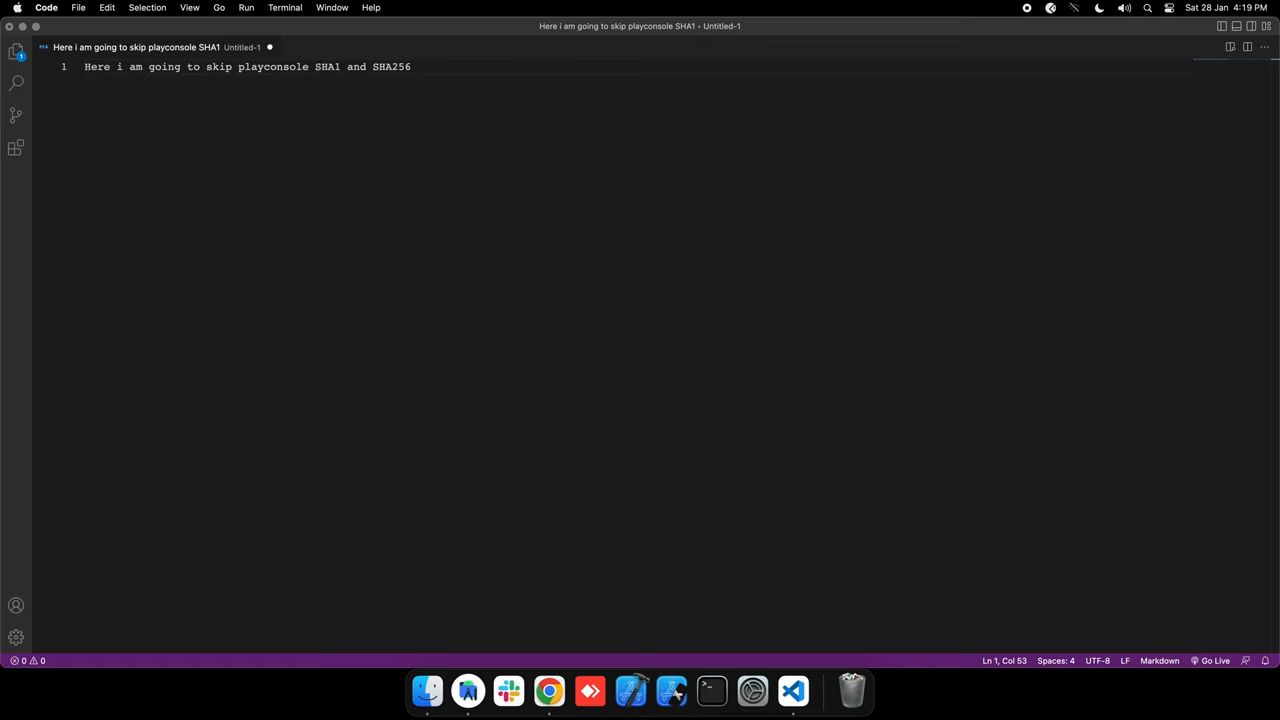 Code File Edit Selection View Go Run Terminal Window Help Sat 28 Jan 4:19 PM
Here i am going to skip playconsole SHA1 • Untitled-1
Here i am going to skip playconsole SHA1 Untitled-1
1 Here i am going to skip playconsole SHA1 and SHA256
1
0 0 Ln 1, Col 53 Spaces: 4 UTF-8 LF Markdown Go Live